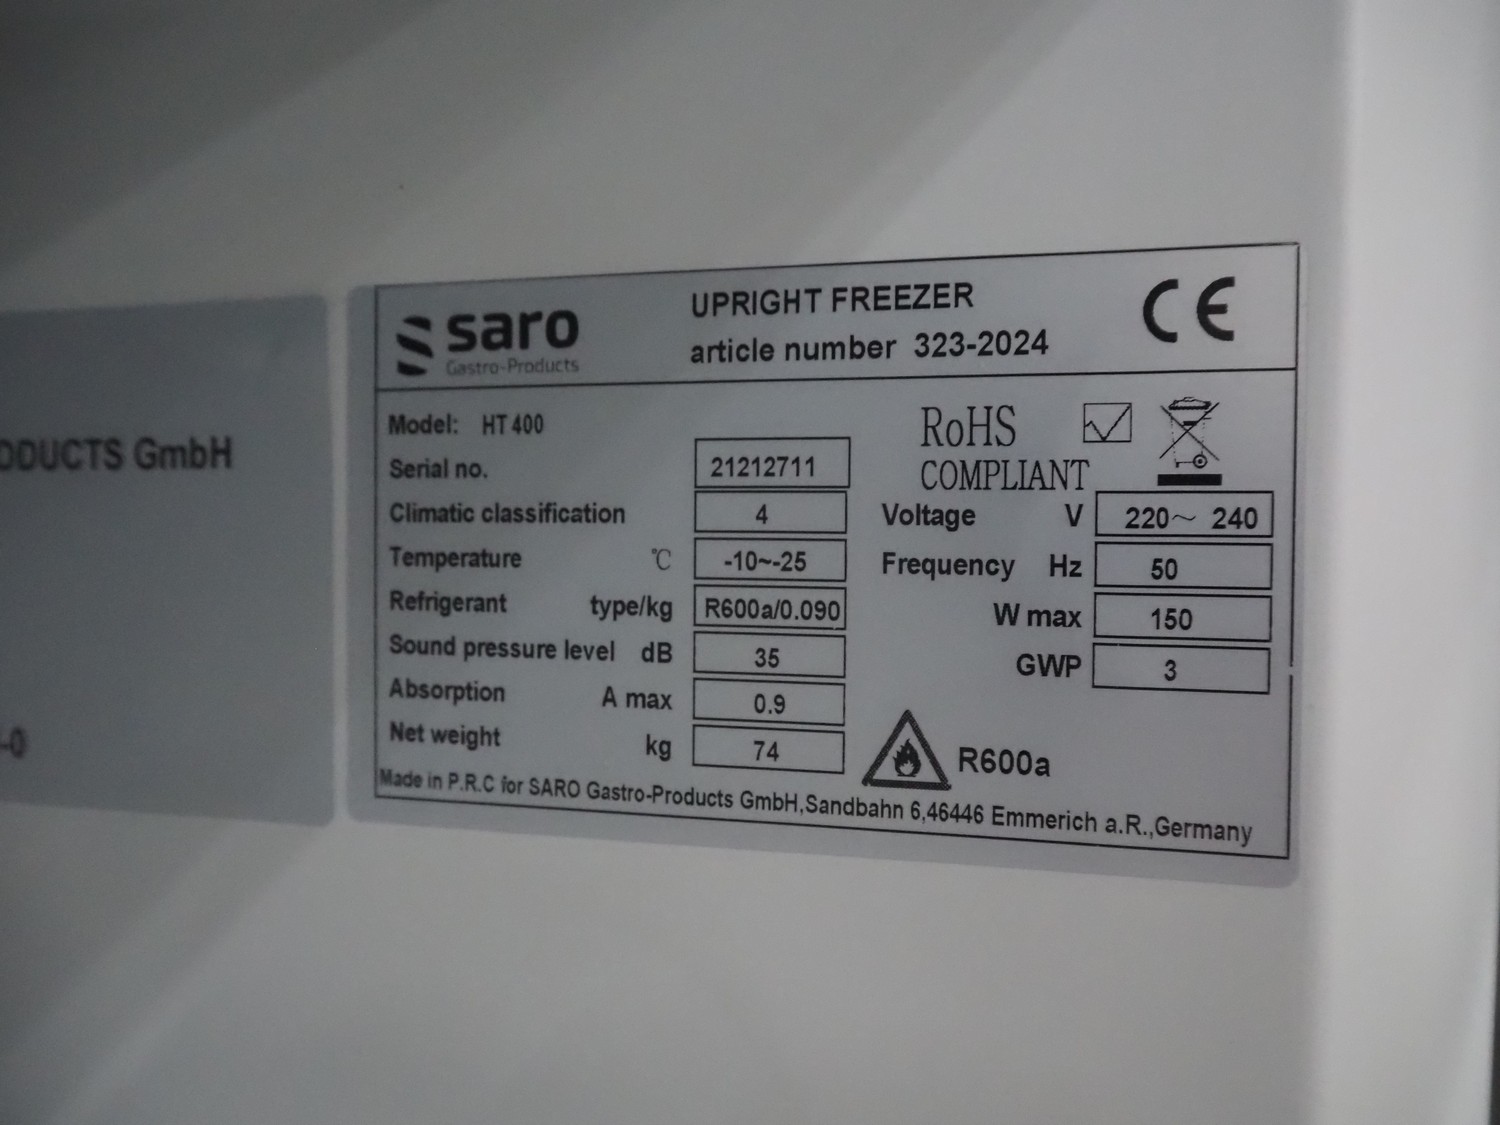 ODUCTS GmbH
-0
saro
Gastro-Products
UPRIGHT FREEZER
article number 323-2024
CE
Model: HT 400
Serial no. 21212711
Climatic classification 4
Temperature °C -10~-25
Refrigerant type/kg R600a/0.090
Sound pressure level dB 35
Absorption A max 0.9
Net weight kg 74
RoHS
COMPLIANT
Voltage V 220~ 240
Frequency Hz 50
W max 150
GWP 3
R600a
Made in P.R.C for SARO Gastro-Products GmbH,Sandbahn 6,46446 Emmerich a.R.,Germany